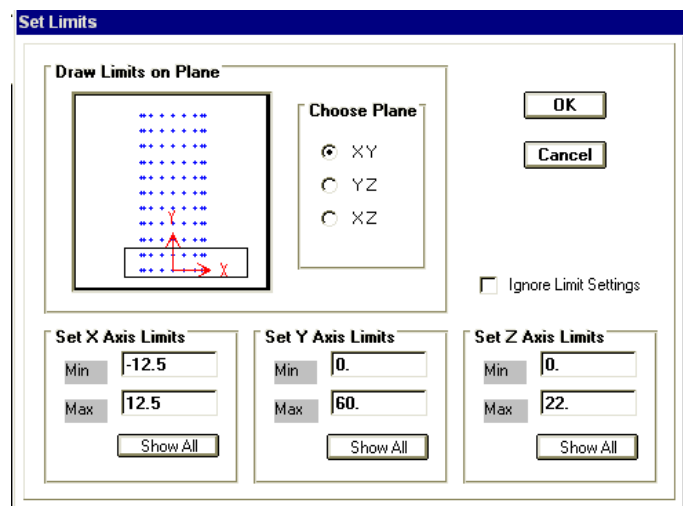 Set Limits
Draw Limits on Plane
Y
X
Choose Plane
XY
YZ
XZ
OK
Cancel
Ignore Limit Settings
Set X Axis Limits
Min -12.5
Max 12.5
Show All
Set Y Axis Limits
Min 0.
Max 60.
Show All
Set Z Axis Limits
Min 0.
Max 22.
Show All